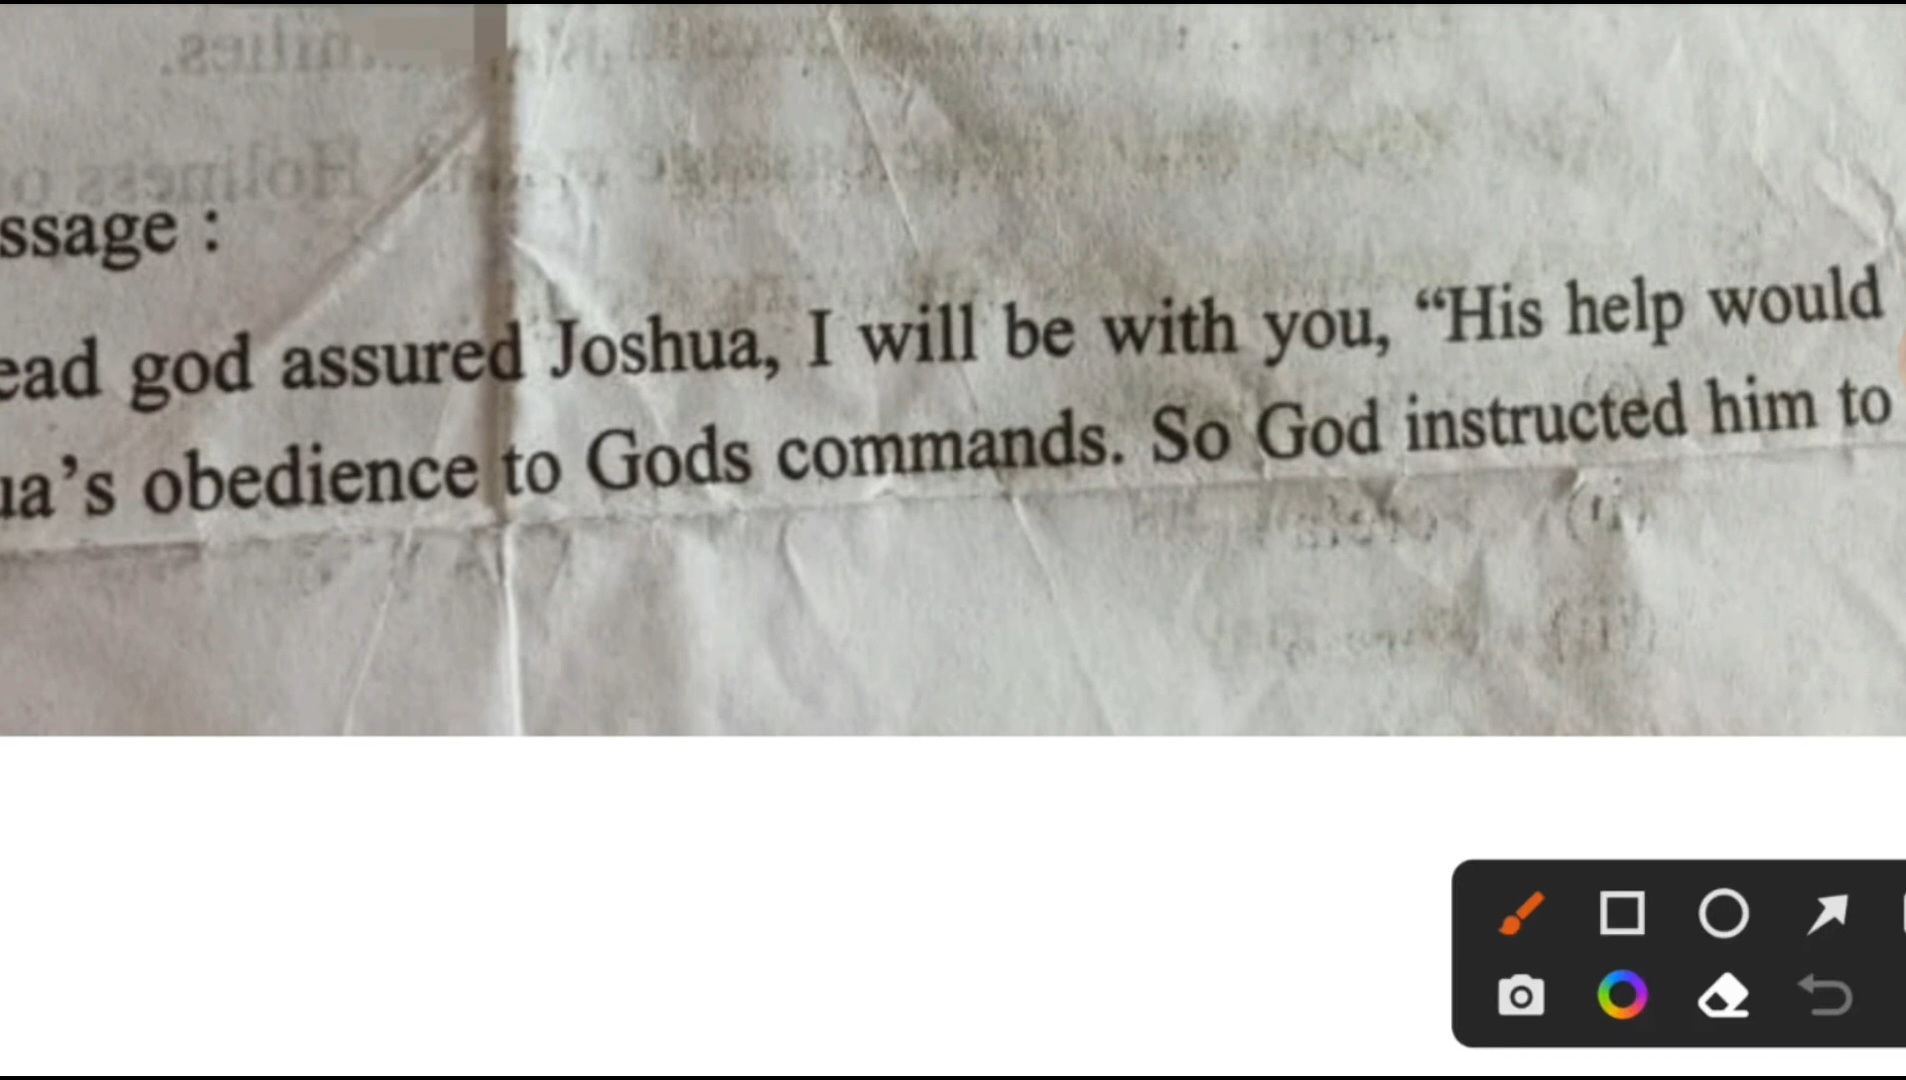 ssage :
ead god assured Joshua, I will be with you, “His help would
ua’s obedience to Gods commands. So God instructed him to